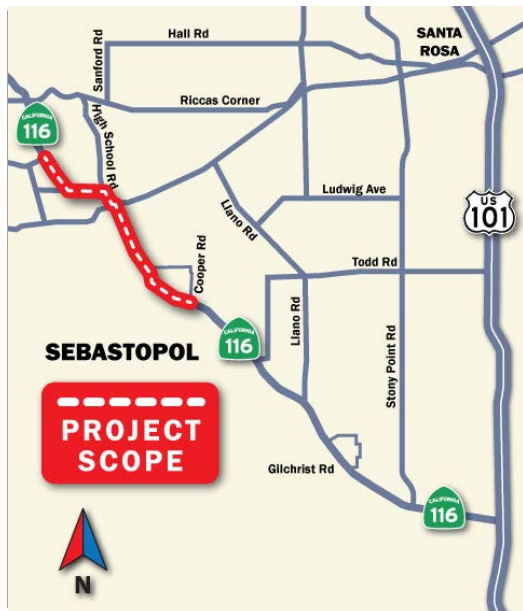 Hall Rd
SANTA
ROSA
Sanford Rd
Riccas Corner
High School Rd
CALIFORNIA
116
Ludwig Ave
US
101
Llano Rd
Cooper Rd
Todd Rd
CALIFORNIA
116
Llano Rd
Stony Point Rd
SEBASTOPOL
PROJECT
SCOPE
Gilchrist Rd
CALIFORNIA
116
N